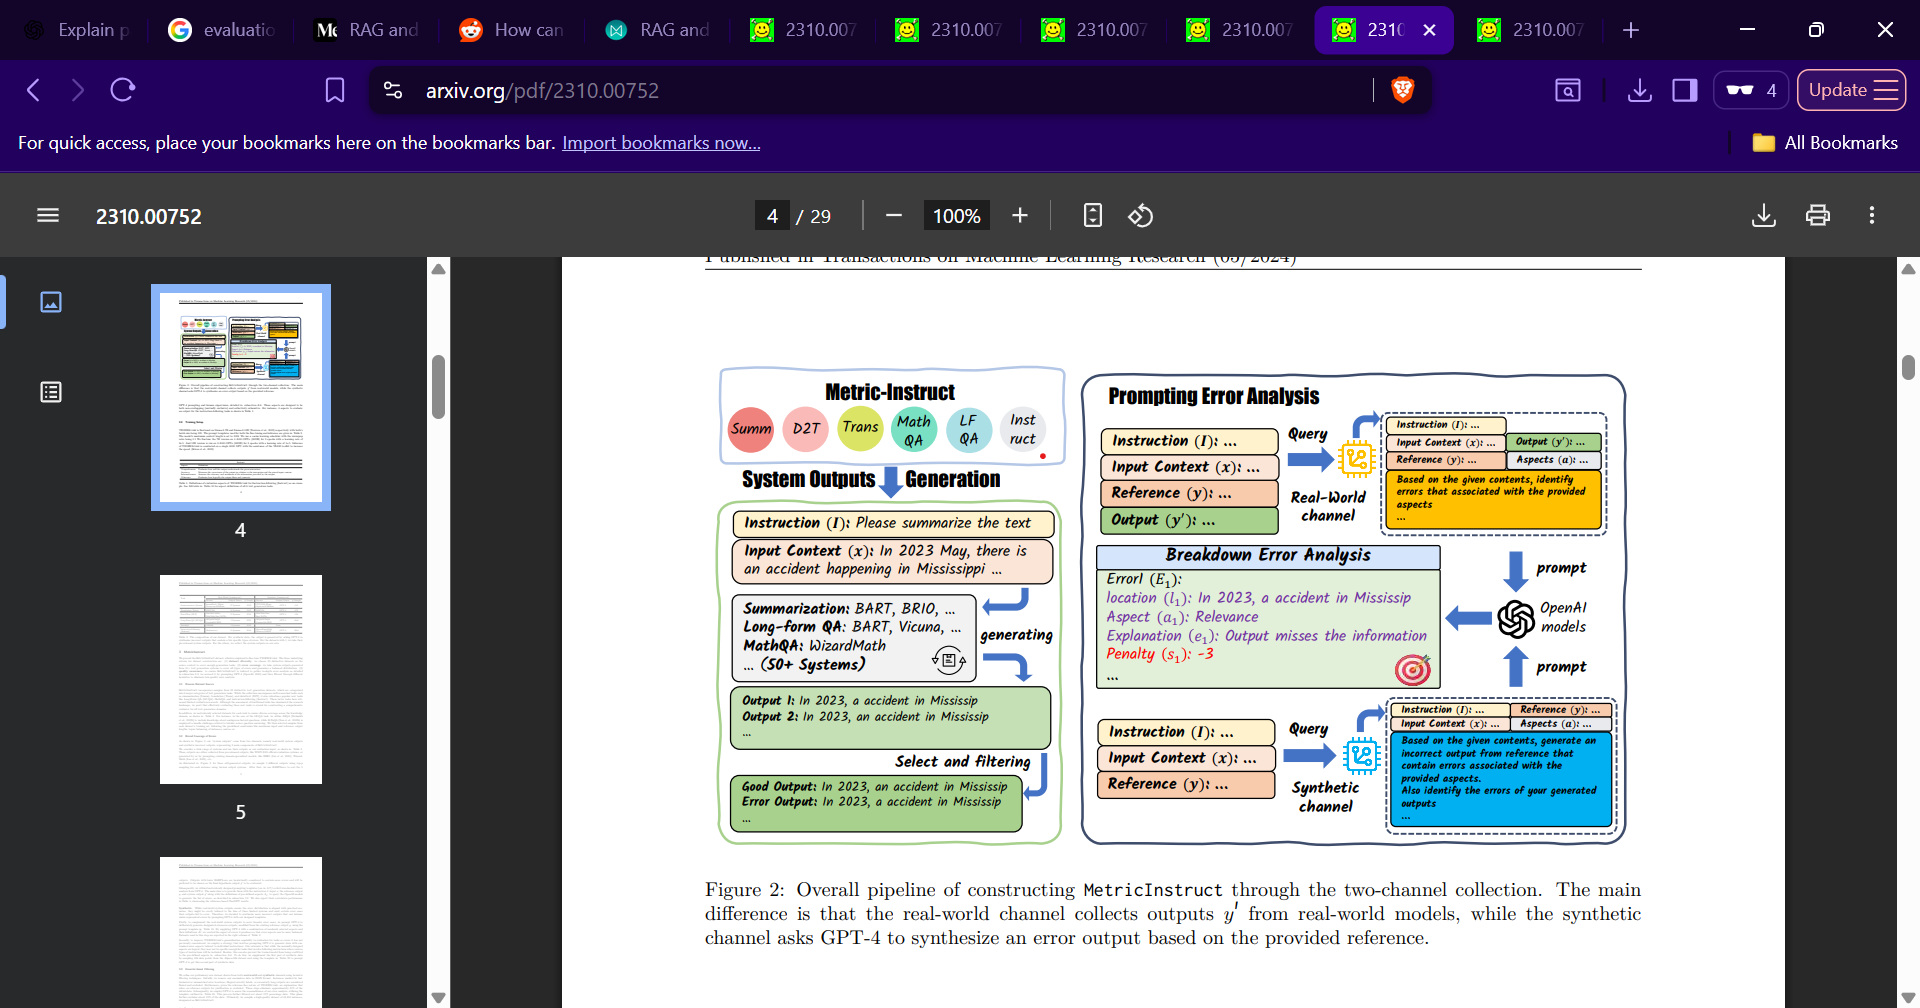 Explain p
evaluatio
RAG and
How can
RAG and
2310.007
2310.007
2310.007
2310.007
2310
2310.007
arxiv.org/pdf/2310.00752
4
Update
For quick access, place your bookmarks here on the bookmarks bar. Import bookmarks now...
All Bookmarks
2310.00752
4 / 29
100%
4
5
Published in Transactions on Machine Learning Research (05/2024)
Metric-Instruct
Summ
D2T
Trans
Math
QA
LF
QA
Inst
ruct
System Outputs Generation
Instruction (I): Please summarize the text
Input Context (x): In 2023 May, there is
an accident happening in Mississippi ...
Summarization: BART, BRIO, ...
Long-form QA: BART, Vicuna, ...
MathQA: WizardMath
... (50+ Systems)
generating
Output 1: In 2023, a accident in Mississip
Output 2: In 2023, an accident in Mississip
...
Select and filtering
Good Output: In 2023, an accident in Mississip
Error Output: In 2023, a accident in Mississip
...
Prompting Error Analysis
Instruction (I): ...
Input Context (x): ...
Reference (y): ...
Output (y'): ...
Query
Real-World
channel
Instruction (I): ...
Input Context (x): ...
Output (y'): ...
Reference (y): ...
Aspects (a): ...
Based on the given contents, identify
errors that associated with the provided
aspects
...
Breakdown Error Analysis
Error1 (E₁):
location (l₁): In 2023, a accident in Mississip
Aspect (a₁): Relevance
Explanation (e₁): Output misses the information
Penalty (s₁): -3
...
prompt
OpenAI
models
prompt
Instruction (I): ...
Input Context (x): ...
Reference (y): ...
Query
Synthetic
channel
Instruction (I): ...
Reference (y): ...
Input Context (x): ...
Aspects (a): ...
Based on the given contents, generate an
incorrect output from reference that
contain errors associated with the
provided aspects.
Also identify the errors of your generated
outputs
...
Figure 2: Overall pipeline of constructing MetricInstruct through the two-channel collection. The main
difference is that the real-world channel collects outputs y' from real-world models, while the synthetic
channel asks GPT-4 to synthesize an error output based on the provided reference.